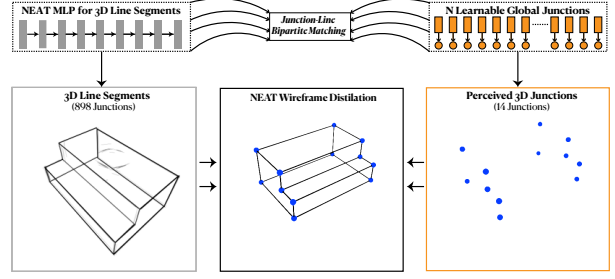 NEAT MLP for 3D Line Segments
Junction-Line
Bipartite Matching
N Learnable Global Junctions
3D Line Segments
(898 Junctions)
NEAT Wireframe Distilation
Perceived 3D Junctions
(14 Junctions)